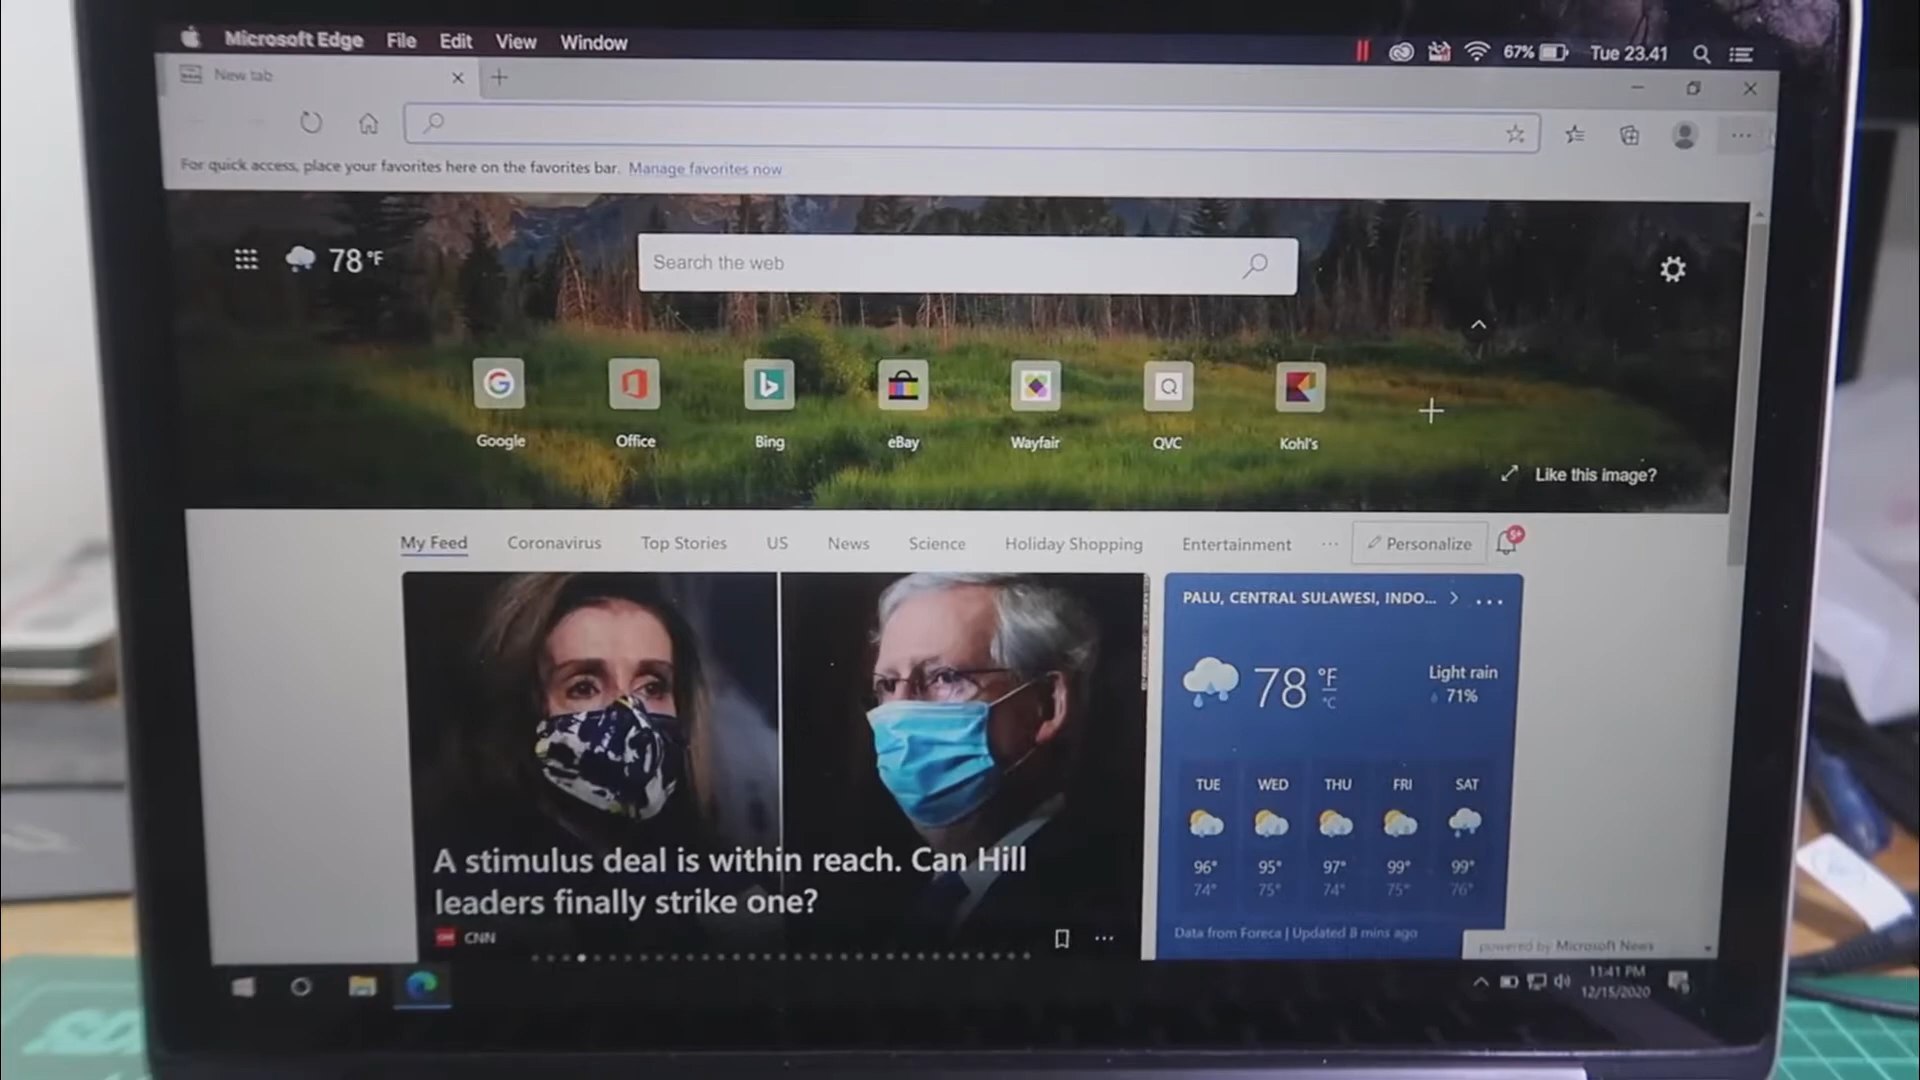 Microsoft Edge File Edit View Window
67% Tue 23.41
New tab
For quick access, place your favorites here on the favorites bar. Manage favorites now
78 °F
Search the web
Google Office Bing eBay Wayfair QVC Kohl's
Like this image?
My Feed Coronavirus Top Stories US News Science Holiday Shopping Entertainment ... Personalize
5+
PALU, CENTRAL SULAWESI, INDO... ...
78 °F
°C
Light rain
71%
TUE WED THU FRI SAT
96° 95° 97° 99° 99°
74° 75° 74° 75° 76°
Data from Foreca | Updated 8 mins ago
A stimulus deal is within reach. Can Hill
leaders finally strike one?
CNN
powered by Microsoft News
11:41 PM
12/15/2020